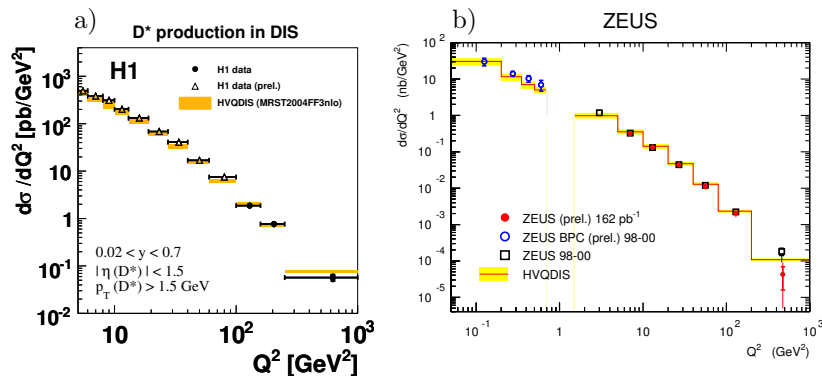 a)
D* production in DIS
H1
H1 data
H1 data (prel.)
HVQDIS (MRST2004FF3nlo)
dσ/dQ² [pb/GeV²]
10³
10²
10
1
10⁻¹
10⁻²
0.02 < y < 0.7
|η(D*)| < 1.5
p_T(D*) > 1.5 GeV
10 10² 10³
Q² [GeV²]
b)
ZEUS
dσ/dQ² (nb/GeV²)
10²
10
1
10⁻¹
10⁻²
10⁻³
10⁻⁴
10⁻⁵
ZEUS (prel.) 162 pb⁻¹
ZEUS BPC (prel.) 98-00
ZEUS 98-00
HVQDIS
10⁻¹ 1 10 10² 10³
Q² (GeV²)